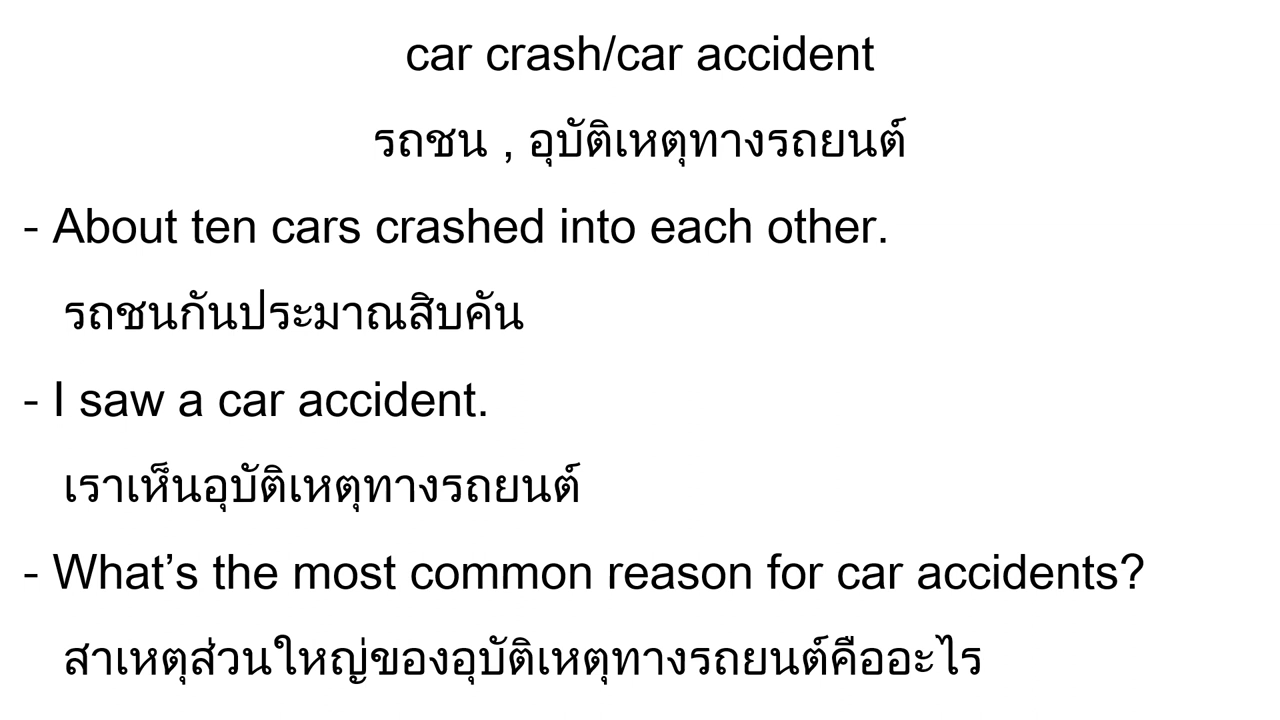 car crash/car accident
รถชน , อุบัติเหตุทางรถยนต์
- About ten cars crashed into each other.
รถชนกันประมาณสิบคัน
- I saw a car accident.
เราเห็นอุบัติเหตุทางรถยนต์
- What’s the most common reason for car accidents?
สาเหตุส่วนใหญ่ของอุบัติเหตุทางรถยนต์คืออะไร